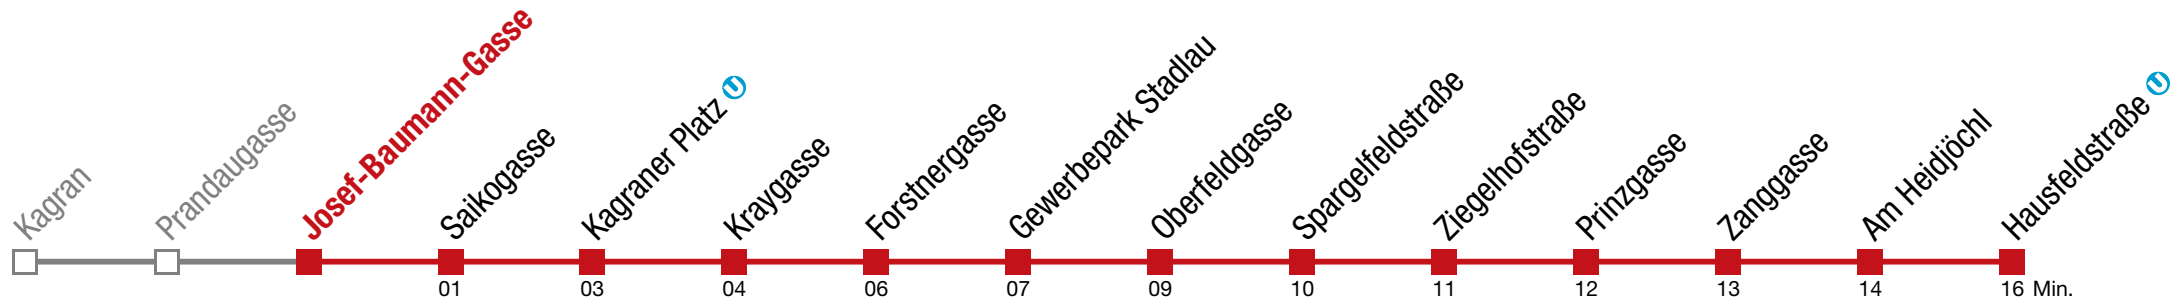 Kagran
Prandaugasse
Josef-Baumann-Gasse
Saikogasse
Kagraner Platz U
Kraygasse
Forstnergasse
Gewerbepark Stadlau
Oberfeldgasse
Spargelfeldstraße
Ziegelhofstraße
Prinzgasse
Zanggasse
Am Heidjöchl
Hausfeldstraße U
01 03 04 06 07 09 10 11 12 13 14 16 Min.